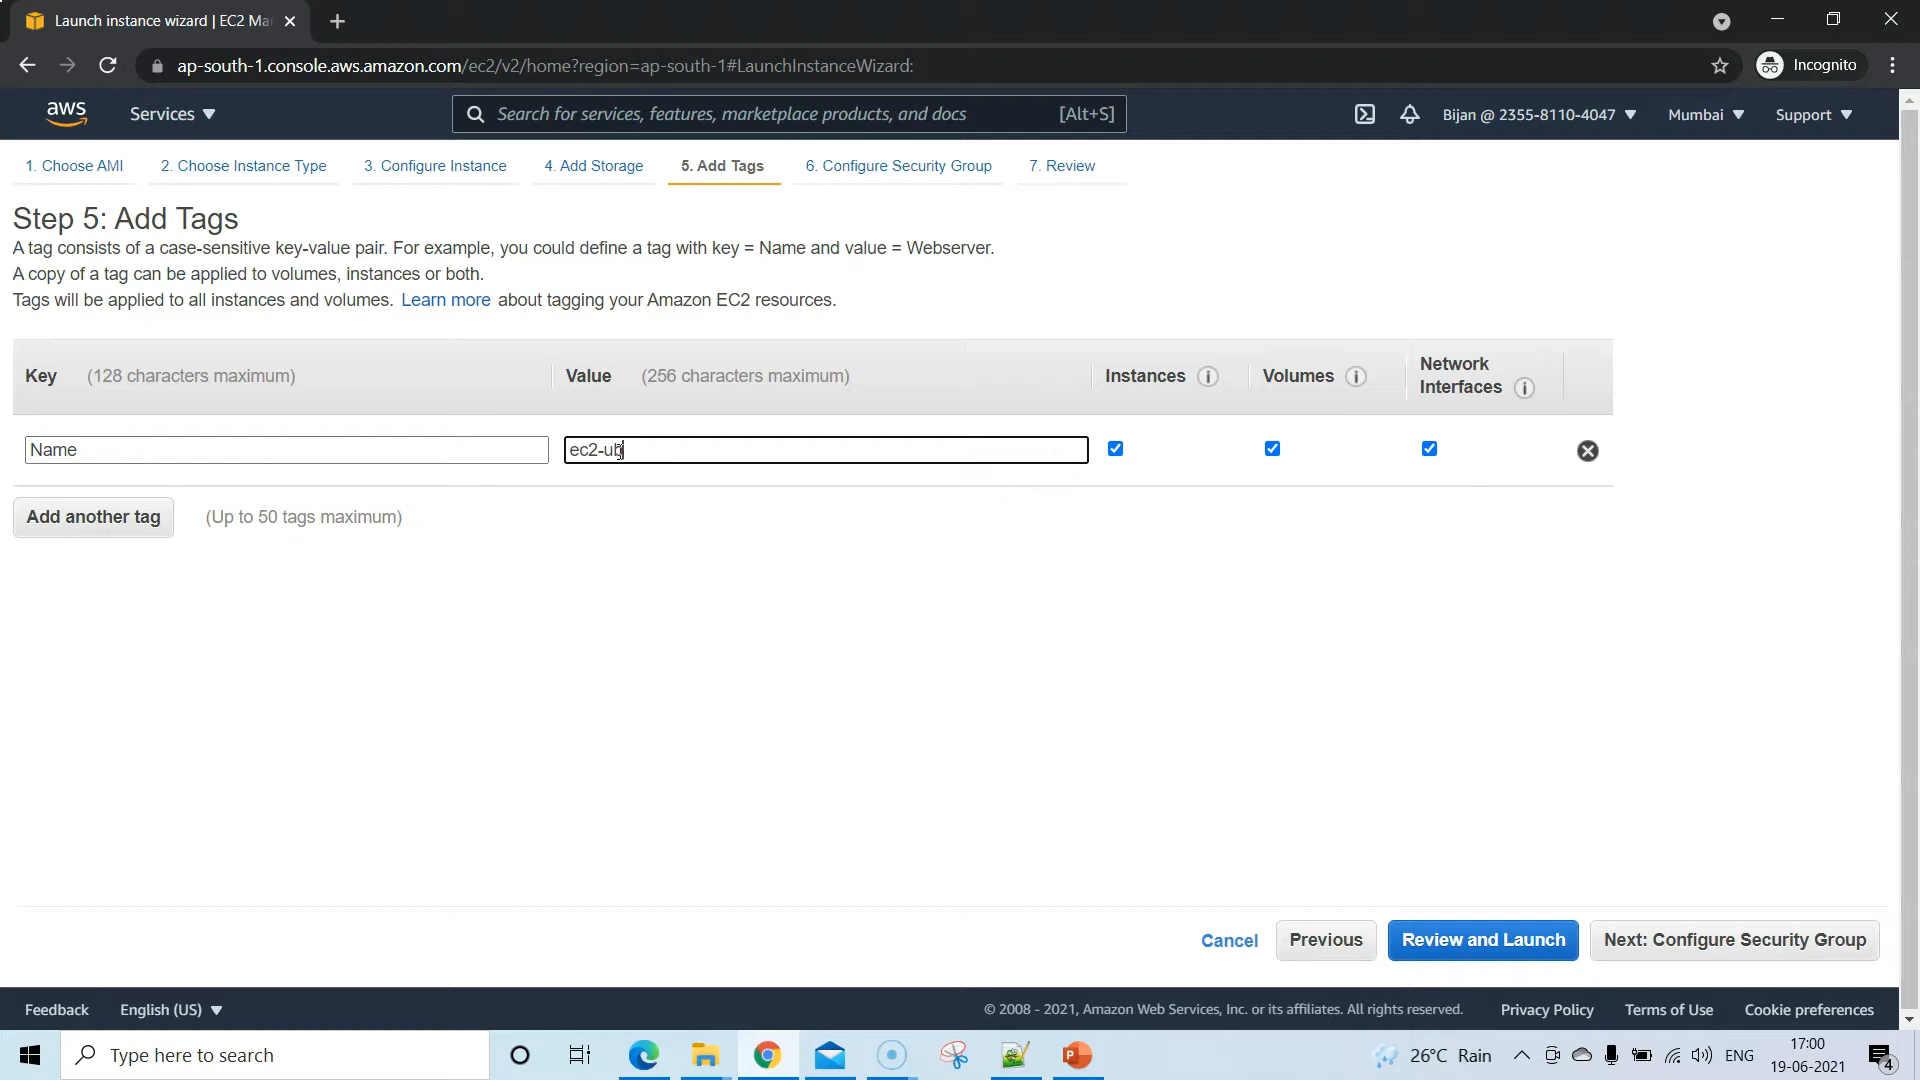 Launch instance wizard | EC2 Ma
ap-south-1.console.aws.amazon.com/ec2/v2/home?region=ap-south-1#LaunchInstanceWizard:
Incognito
aws
Services
Search for services, features, marketplace products, and docs
[Alt+S]
Bijan @ 2355-8110-4047
Mumbai
Support
1. Choose AMI
2. Choose Instance Type
3. Configure Instance
4. Add Storage
5. Add Tags
6. Configure Security Group
7. Review
Step 5: Add Tags
A tag consists of a case-sensitive key-value pair. For example, you could define a tag with key = Name and value = Webserver.
A copy of a tag can be applied to volumes, instances or both.
Tags will be applied to all instances and volumes. Learn more about tagging your Amazon EC2 resources.
Key (128 characters maximum)
Value (256 characters maximum)
Instances
Volumes
Network
Interfaces
Name
ec2-ub
Add another tag
(Up to 50 tags maximum)
Cancel
Previous
Review and Launch
Next: Configure Security Group
Feedback
English (US)
© 2008 - 2021, Amazon Web Services, Inc. or its affiliates. All rights reserved.
Privacy Policy
Terms of Use
Cookie preferences
Type here to search
26°C Rain
ENG
17:00
19-06-2021
4